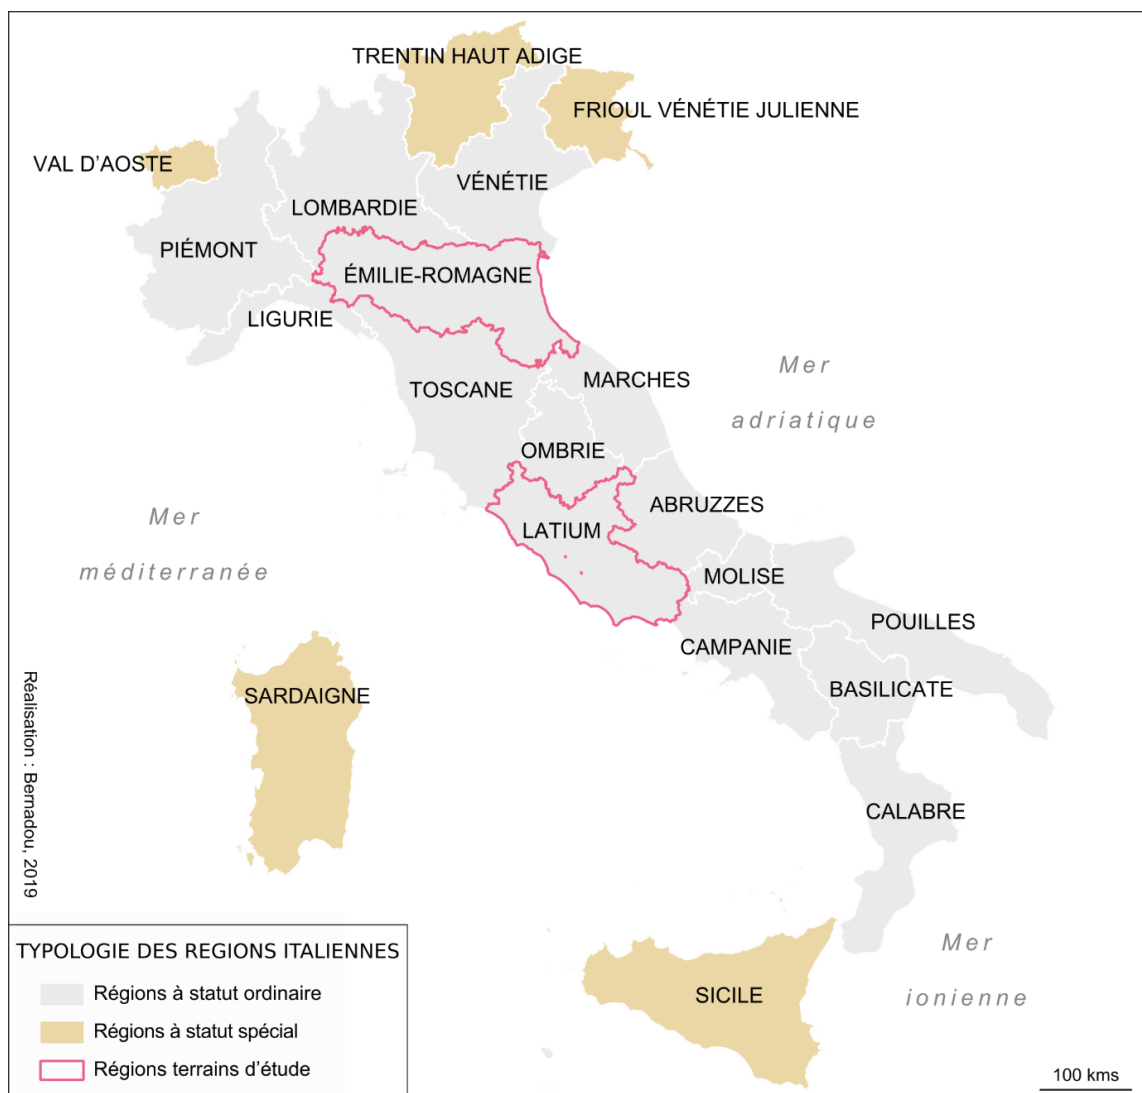 TRENTIN HAUT ADIGE
FRIOUL VÉNÉTIE JULIENNE
VAL D'AOSTE
VÉNÉTIE
LOMBARDIE
PIÉMONT
ÉMILIE-ROMAGNE
LIGURIE
TOSCANE
MARCHES
Mer
adriatique
OMBRIE
ABRUZZES
LATIUM
Mer
méditerranée
MOLISE
POUILLES
CAMPANIE
BASILICATE
SARDAIGNE
CALABRE
Mer
ionienne
SICILE
Réalisation : Bernadou, 2019
TYPOLOGIE DES REGIONS ITALIENNES
Régions à statut ordinaire
Régions à statut spécial
Régions terrains d'étude
100 kms